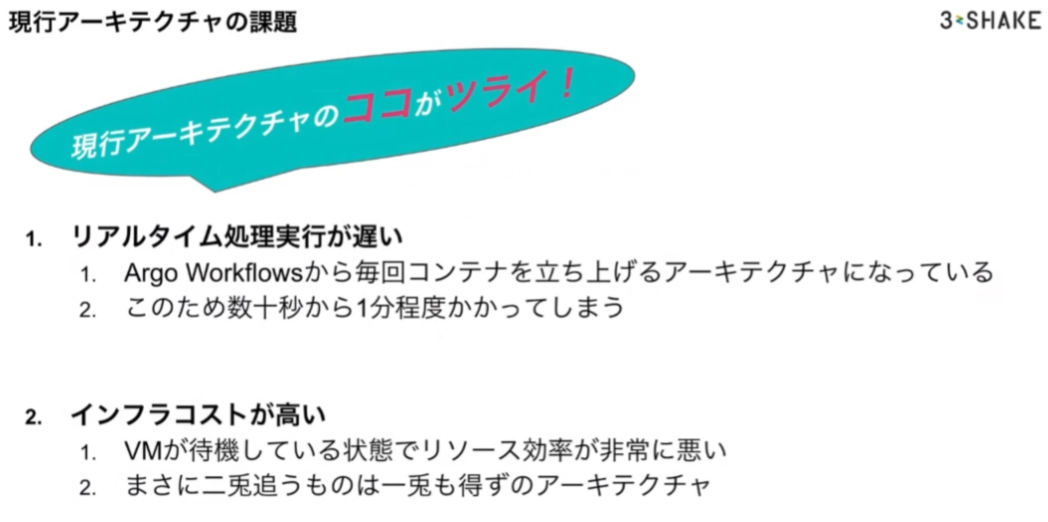 現行アーキテクチャの課題
3-SHAKE
現行アーキテクチャのココがツライ！
1. リアルタイム処理実行が遅い
1. Argo Workflowsから毎回コンテナを立ち上げるアーキテクチャになっている
2. このため数十秒から1分程度かかってしまう
2. インフラコストが高い
1. VMが待機している状態でリソース効率が非常に悪い
2. まさに二兎追うものは一兎も得ずのアーキテクチャ